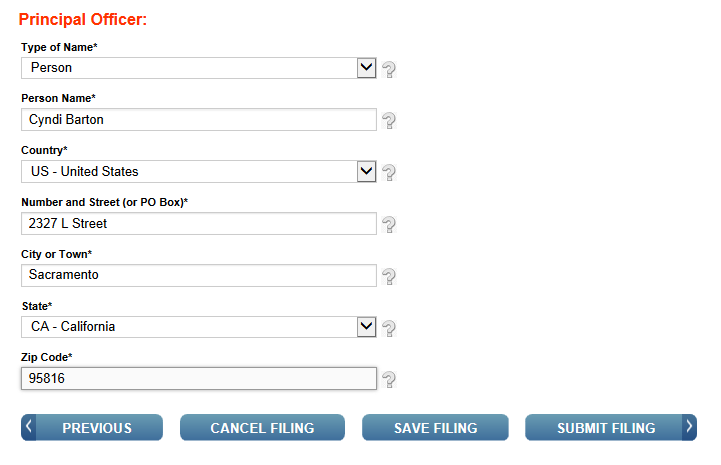 Principal Officer:
Type of Name*
Person
?
Person Name*
Cyndi Barton
?
Country*
US - United States
?
Number and Street (or PO Box)*
2327 L Street
?
City or Town*
Sacramento
?
State*
CA - California
?
Zip Code*
95816
?
PREVIOUS CANCEL FILING SAVE FILING SUBMIT FILING